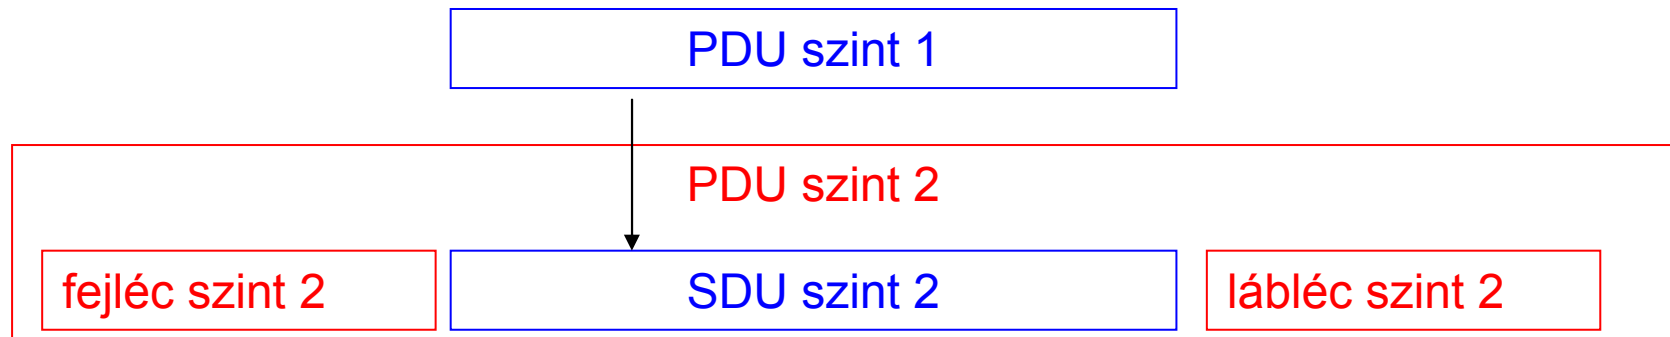 PDU szint 1
PDU szint 2
fejléc szint 2
SDU szint 2
lábléc szint 2